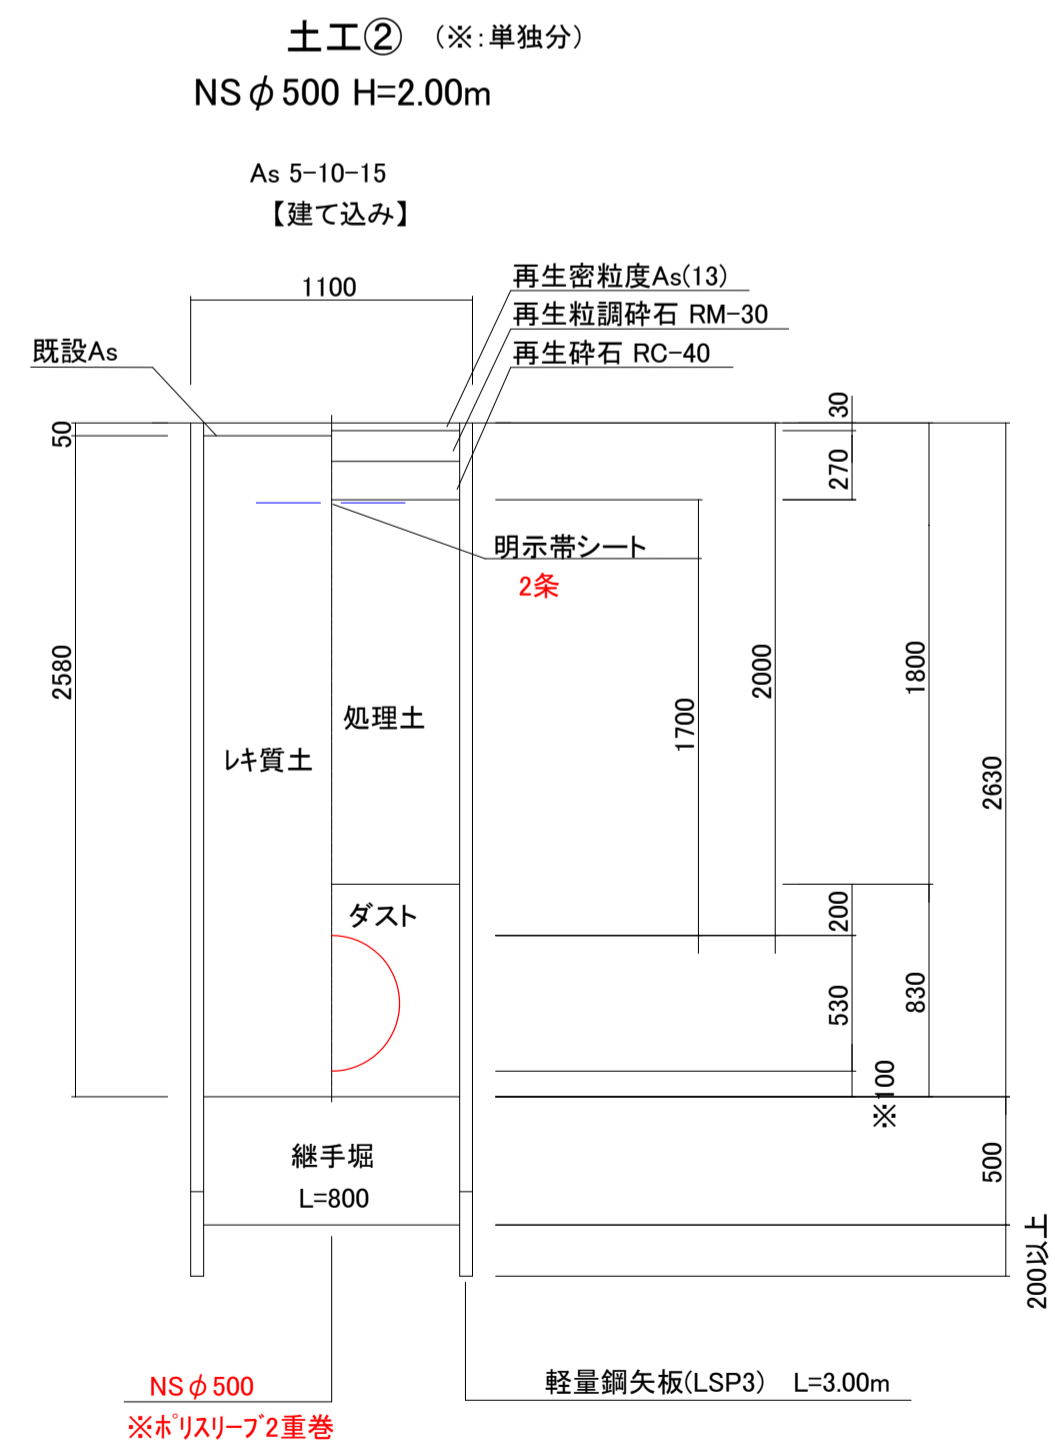 土工② (※:単独分)
NSφ500 H=2.00m
As 5-10-15
【建て込み】
1100
再生密粒度As(13)
再生粒調砕石 RM-30
再生砕石 RC-40
既設As
50
30
270
明示帯シート
2条
2580
処理土
レキ質土
1700
2000
1800
2630
ダスト
200
530
830
※100
継手堀
L=800
500
200以上
NSφ500
※ポリスリーブ2重巻
軽量鋼矢板(LSP3) L=3.00m